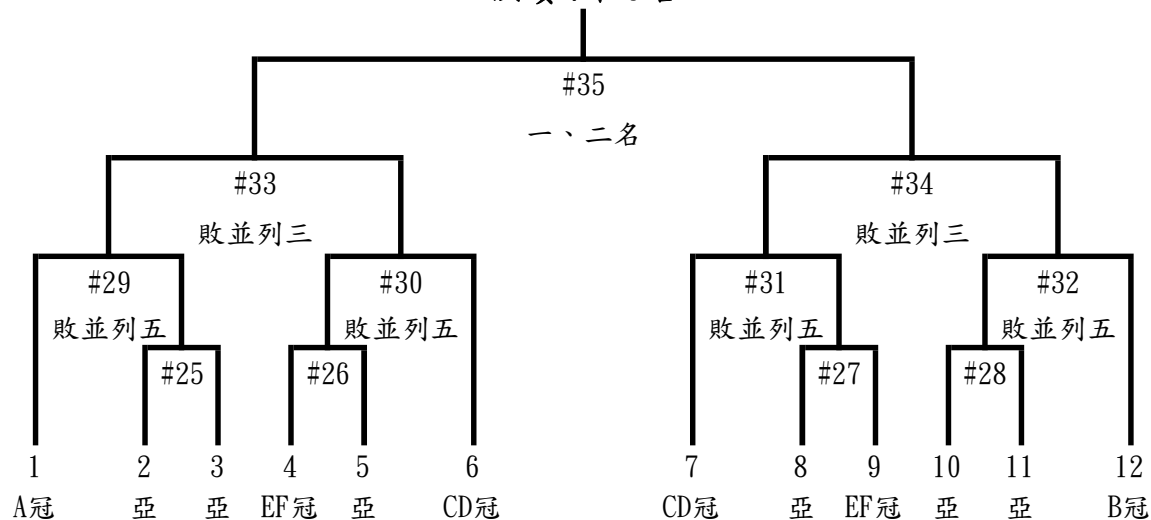 #35
一、二名
#33 #34
敗並列三 敗並列三
#29 #30 #31 #32
敗並列五 敗並列五 敗並列五 敗並列五
#25 #26 #27 #28
1 2 3 4 5 6 7 8 9 10 11 12
A冠 亞 亞 EF冠 亞 CD冠 CD冠 亞 EF冠 亞 亞 B冠